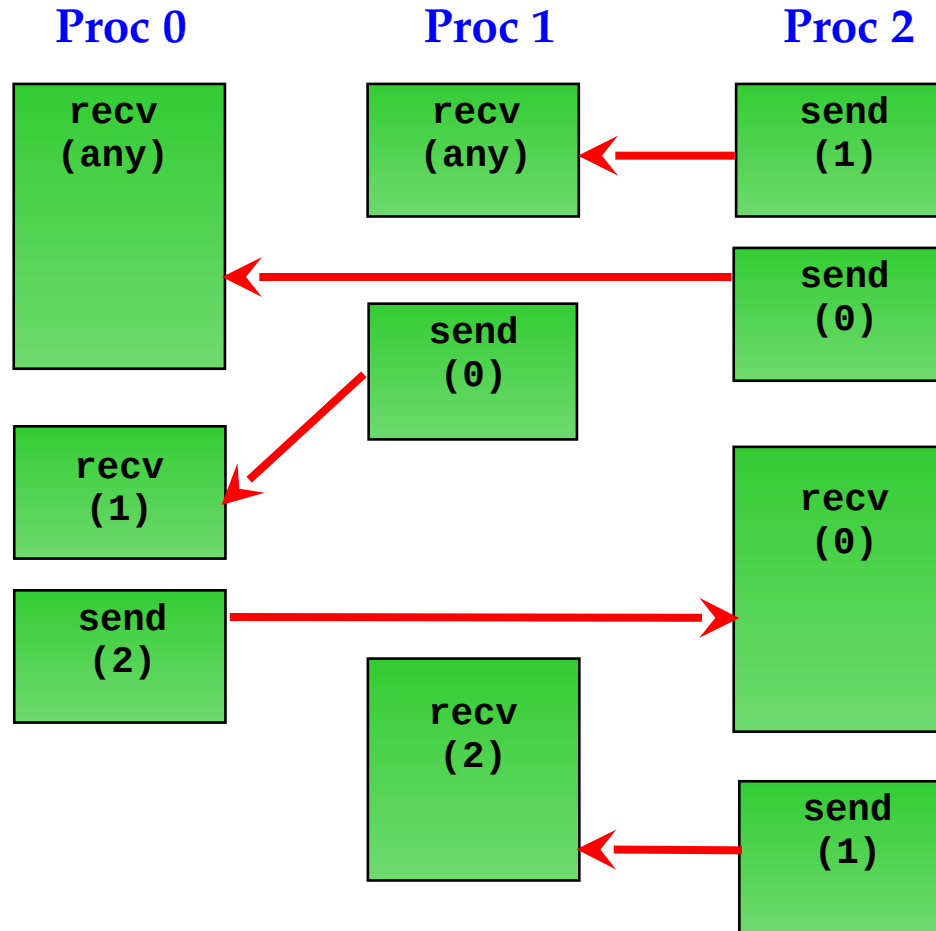 Proc 0
Proc 1
Proc 2
recv
(any)
recv
(any)
send
(1)
send
(0)
send
(0)
recv
(1)
recv
(0)
send
(2)
recv
(2)
send
(1)